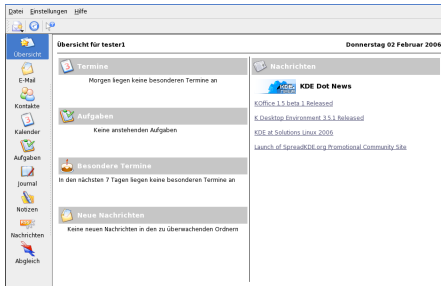 Datei Einstellungen Hilfe
Übersicht
E-Mail
Kontakte
Kalender
Aufgaben
Journal
Notizen
Nachrichten
Abgleich
Übersicht für tester1
Donnerstag 02 Februar 2006
Termine
Morgen liegen keine besonderen Termine an
Aufgaben
Keine anstehenden Aufgaben
Besondere Termine
In den nächsten 7 Tagen liegen keine besonderen Termine an
Neue Nachrichten
Keine neuen Nachrichten in den zu überwachenden Ordnern
Nachrichten
KDE Dot News
KOffice 1.5 beta 1 Released
K Desktop Environment 3.5.1 Released
KDE at Solutions Linux 2006
Launch of SpreadKDE.org Promotional Community Site